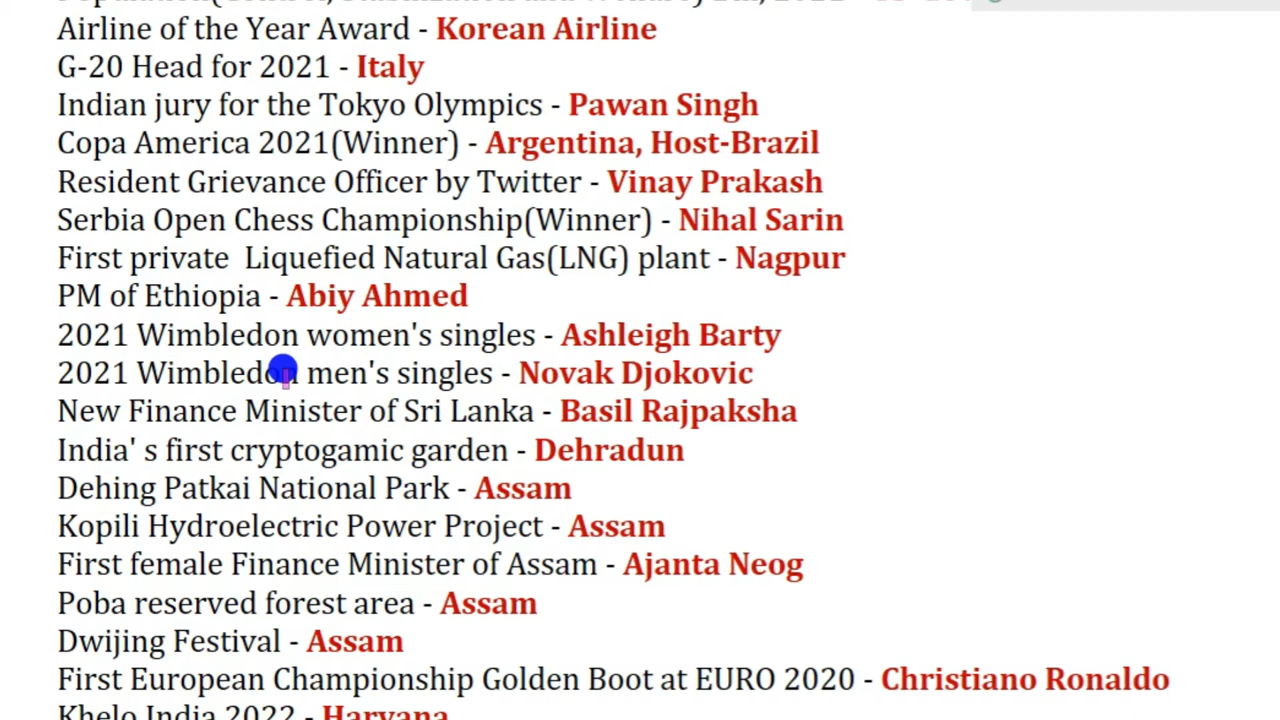 Airline of the Year Award - Korean Airline
G-20 Head for 2021 - Italy
Indian jury for the Tokyo Olympics - Pawan Singh
Copa America 2021(Winner) - Argentina, Host-Brazil
Resident Grievance Officer by Twitter - Vinay Prakash
Serbia Open Chess Championship(Winner) - Nihal Sarin
First private  Liquefied Natural Gas(LNG) plant - Nagpur
PM of Ethiopia - Abiy Ahmed
2021 Wimbledon women's singles - Ashleigh Barty
2021 Wimbledon men's singles - Novak Djokovic
New Finance Minister of Sri Lanka - Basil Rajpaksha
India' s first cryptogamic garden - Dehradun
Dehing Patkai National Park - Assam
Kopili Hydroelectric Power Project - Assam
First female Finance Minister of Assam - Ajanta Neog
Poba reserved forest area - Assam
Dwijing Festival - Assam
First European Championship Golden Boot at EURO 2020 - Christiano Ronaldo
Khelo India 2022 - Haryana